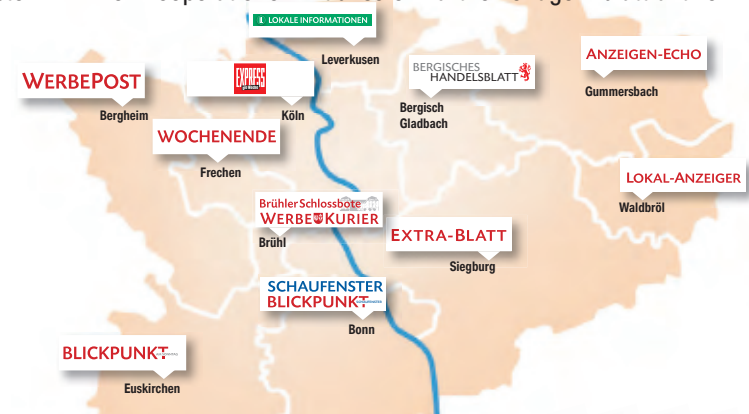 LOKALE INFORMATIONEN
Leverkusen
ANZEIGEN-ECHO
Gummersbach
BERGISCHES
HANDELSBLATT
Bergisch
Gladbach
WERBEPOST
Bergheim
EXPRESS
Köln
WOCHENENDE
Frechen
LOKAL-ANZEIGER
Waldbröl
Brühler Schlossbote
WERBE KURIER
Brühl
EXTRA-BLATT
Siegburg
SCHAUFENSTER
BLICKPUNKT
Bonn
BLICKPUNKT
Euskirchen